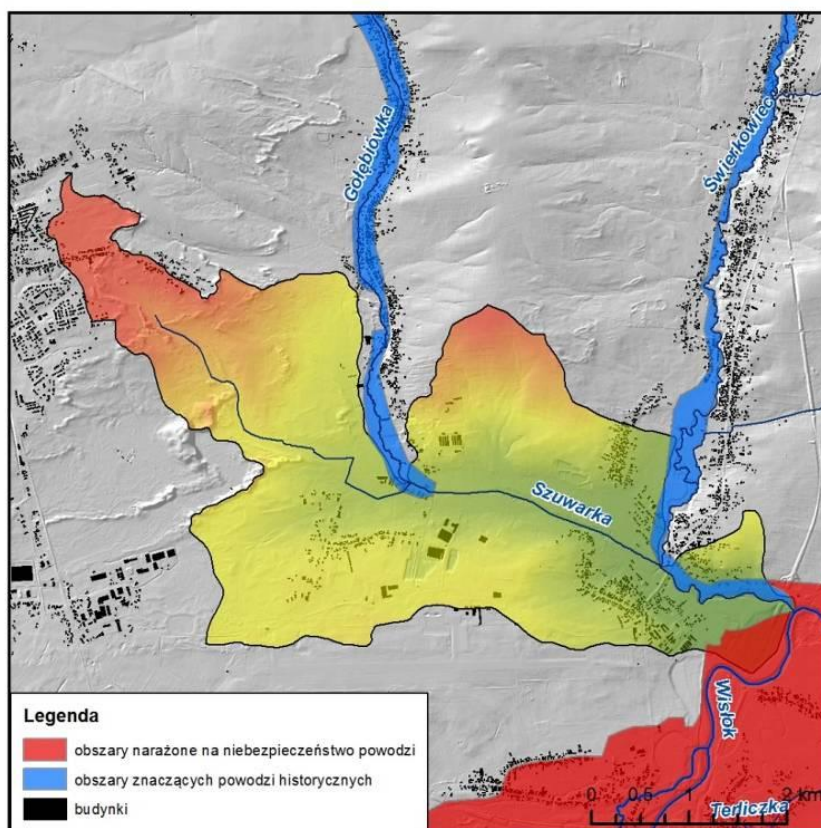 Gołębiówka
Świerkowiec
Szuwarka
Wisłok
Legenda
obszary narażone na niebezpieczeństwo powodzi
obszary znaczących powodzi historycznych
budynki
0 0,5 1 2 km
Terliczka